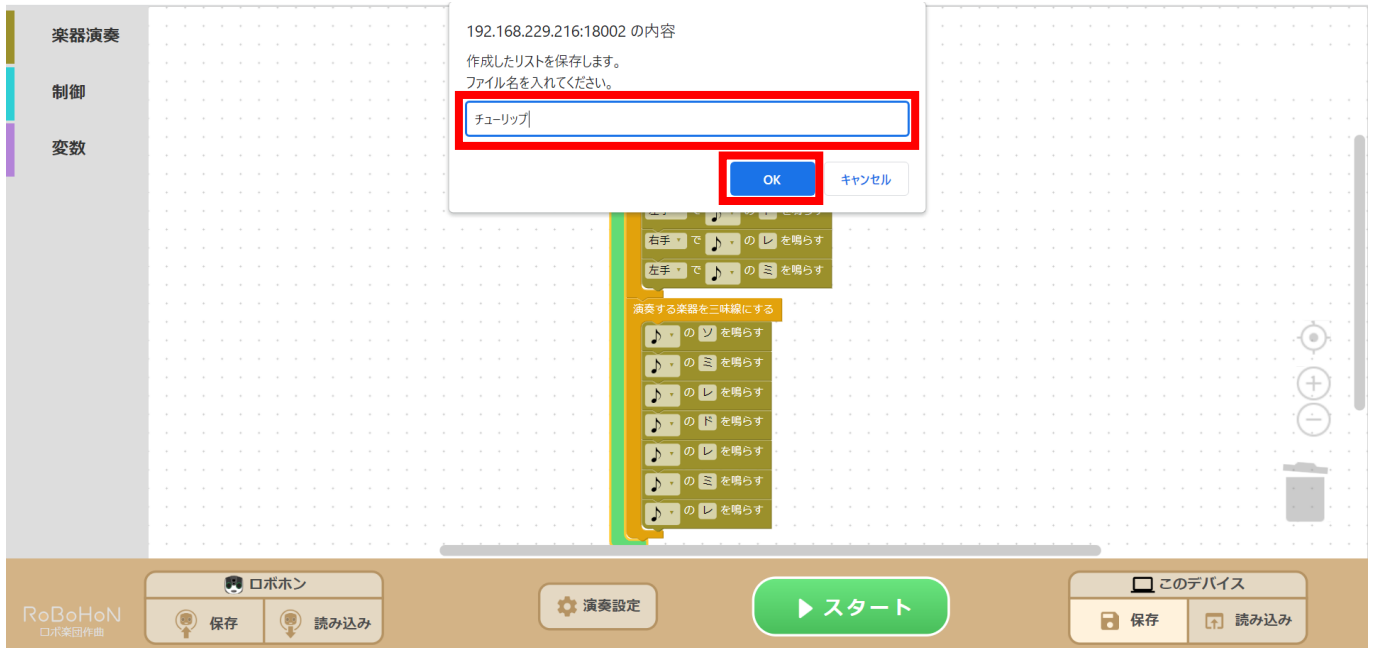 楽器演奏
制御
変数
192.168.229.216:18002 の内容
作成したリストを保存します。
ファイル名を入れてください。
チューリップ
OK
キャンセル
右手 で ♪ の レ を鳴らす
左手 で ♪ の ミ を鳴らす
演奏する楽器を三味線にする
♪ の ソ を鳴らす
♪ の ミ を鳴らす
♪ の レ を鳴らす
♪ の ド を鳴らす
♪ の レ を鳴らす
♪ の ミ を鳴らす
♪ の レ を鳴らす
RoBoHoN
ロボ楽団作曲
ロボホン
保存
読み込み
演奏設定
スタート
このデバイス
保存
読み込み